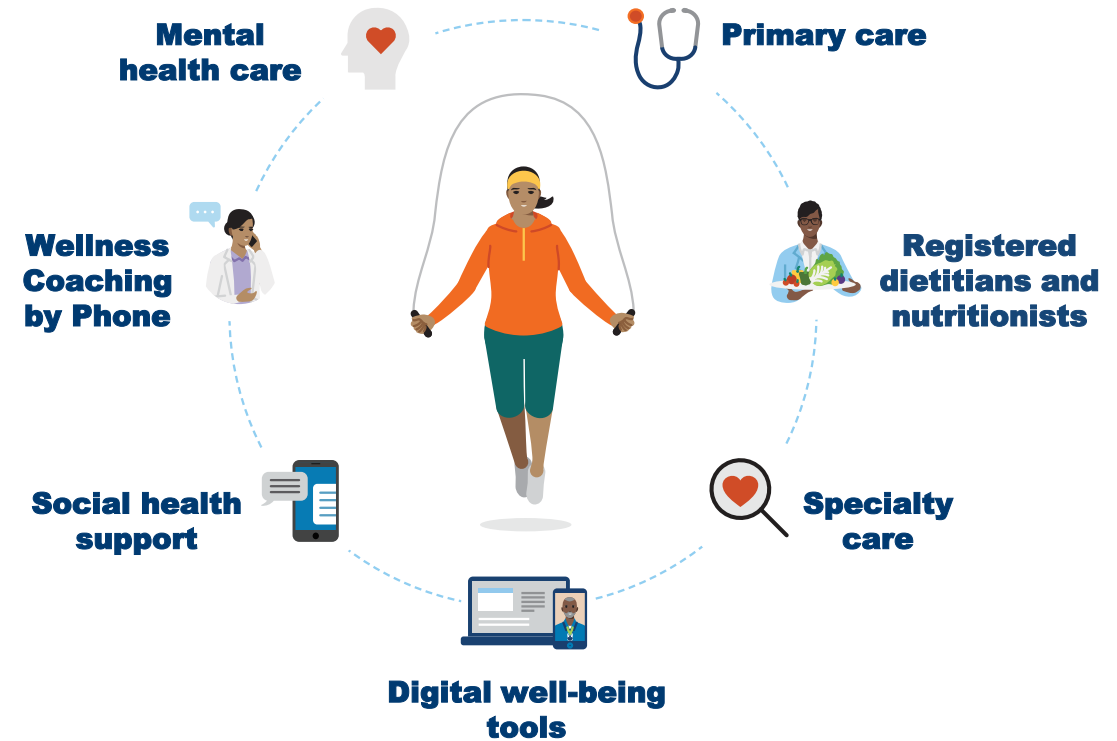 Mental
health care
Primary care
Wellness
Coaching
by Phone
Registered
dietitians and
nutritionists
Social health
support
Specialty
care
Digital well-being
tools